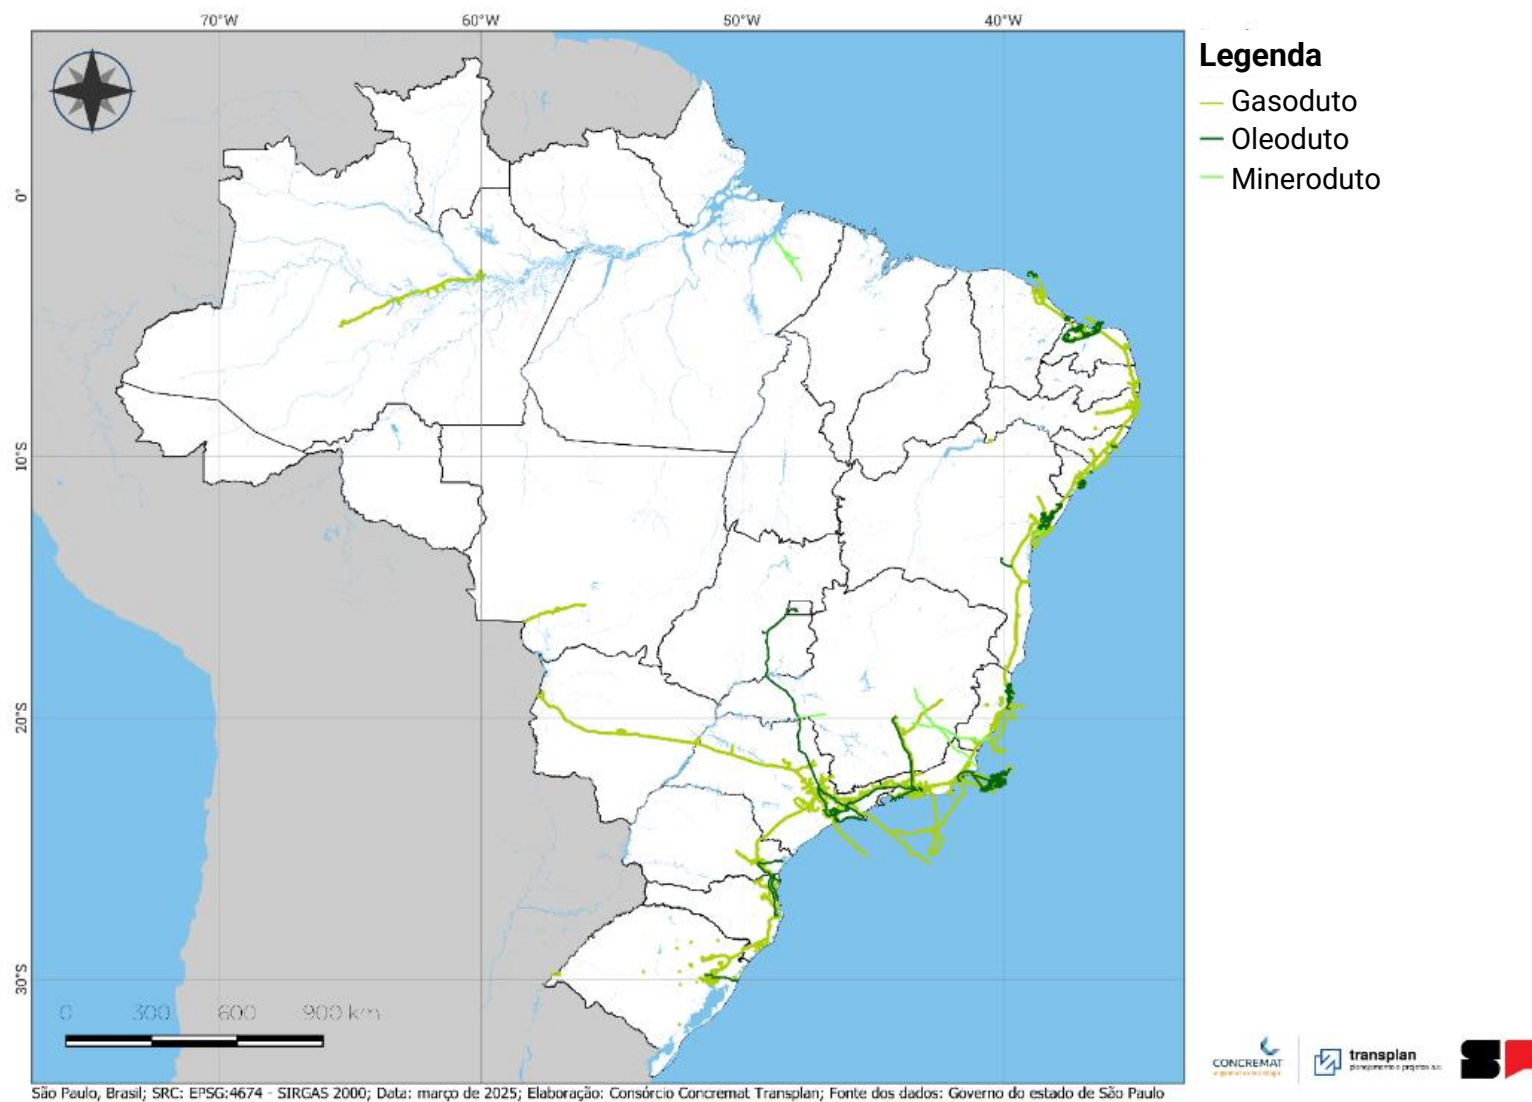 70°W 60°W 50°W 40°W
Legenda
Gasoduto
Oleoduto
Mineroduto
0°
10°S
20°S
30°S
0 300 600 900 km
CONCREMAT
transplan
São Paulo, Brasil; SRC: EPSG:4674 - SIRGAS 2000; Data: março de 2025; Elaboração: Consórcio Concremat Transplan; Fonte dos dados: Governo do estado de São Paulo